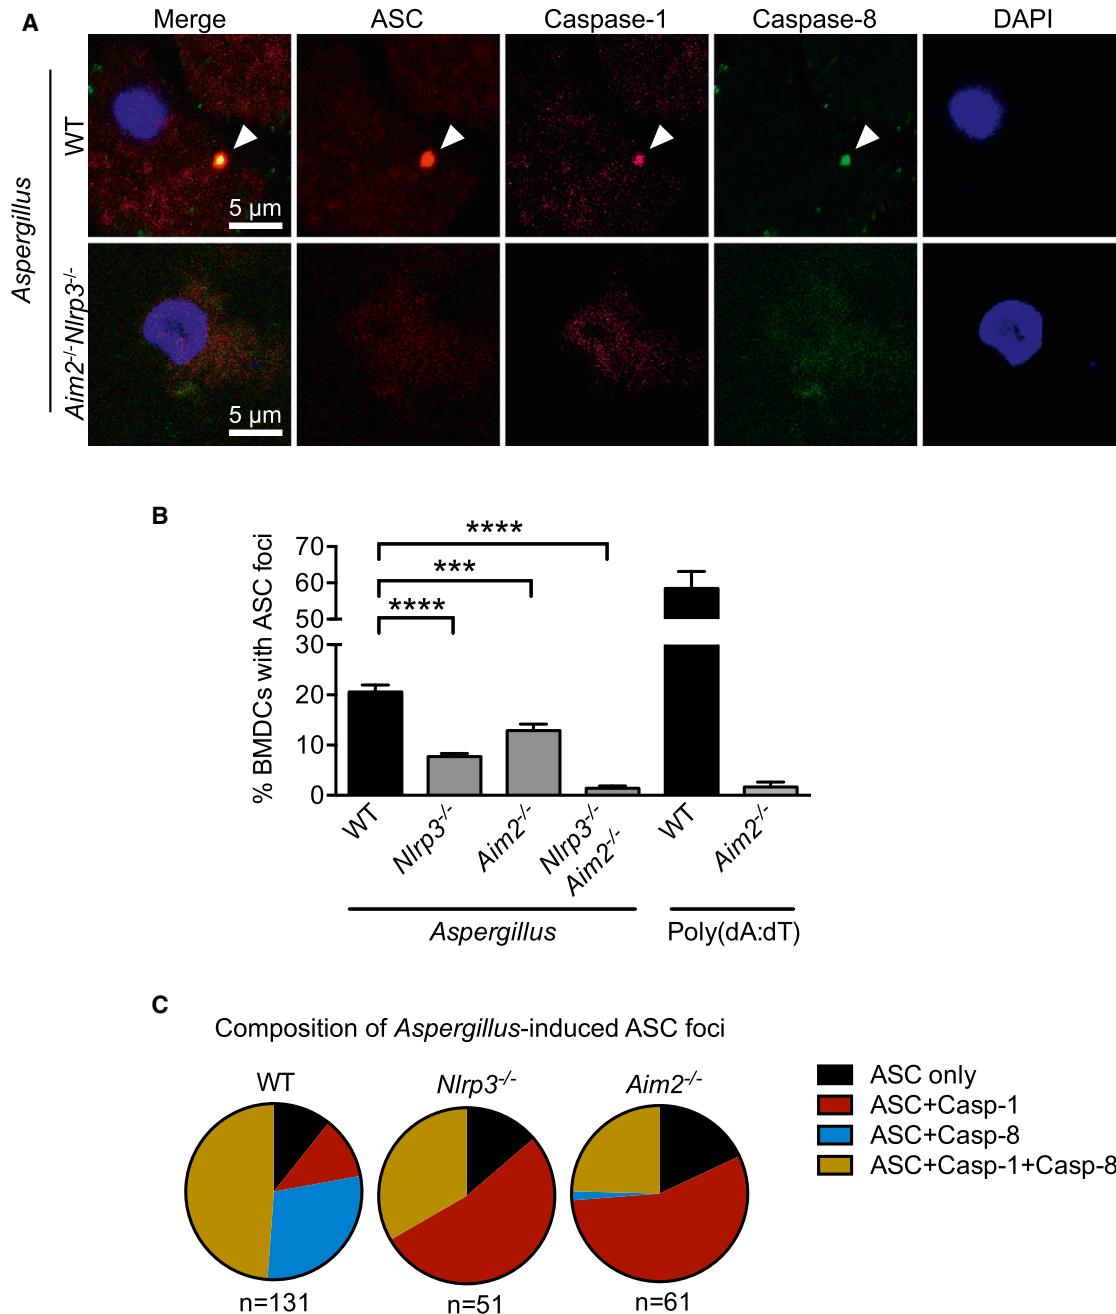 A
Merge ASC Caspase-1 Caspase-8 DAPI
Aspergillus
WT
5 μm
Aim2-/-Nlrp3-/-
5 μm
B
% BMDCs with ASC foci
70
60
50
30
20
10
0
****
***
****
WT
Nlrp3-/-
Aim2-/-
Nlrp3-/-
Aim2-/-
WT
Aim2-/-
Aspergillus
Poly(dA:dT)
C
Composition of Aspergillus-induced ASC foci
WT
Nlrp3-/-
Aim2-/-
n=131
n=51
n=61
ASC only
ASC+Casp-1
ASC+Casp-8
ASC+Casp-1+Casp-8